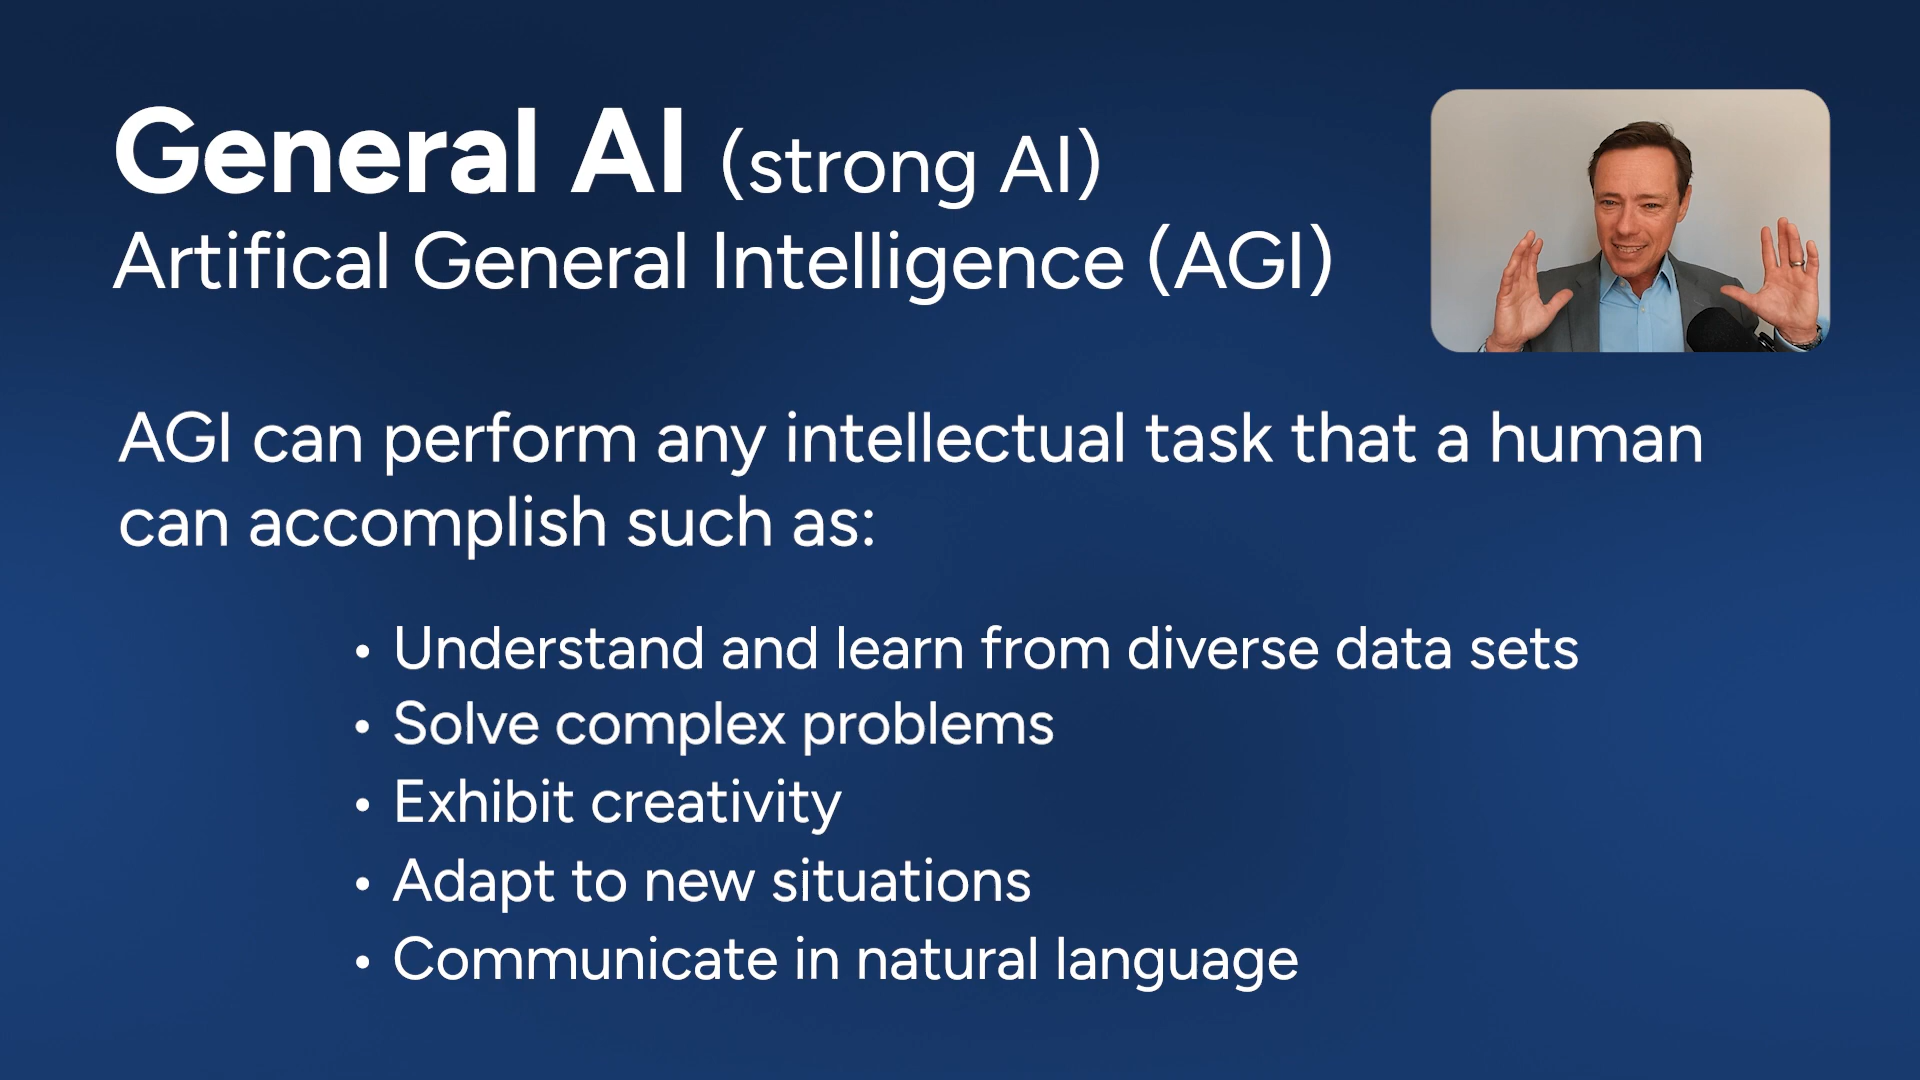 General AI (strong AI)
Artifical General Intelligence (AGI)
AGI can perform any intellectual task that a human
can accomplish such as:
• Understand and learn from diverse data sets
• Solve complex problems
• Exhibit creativity
• Adapt to new situations
• Communicate in natural language